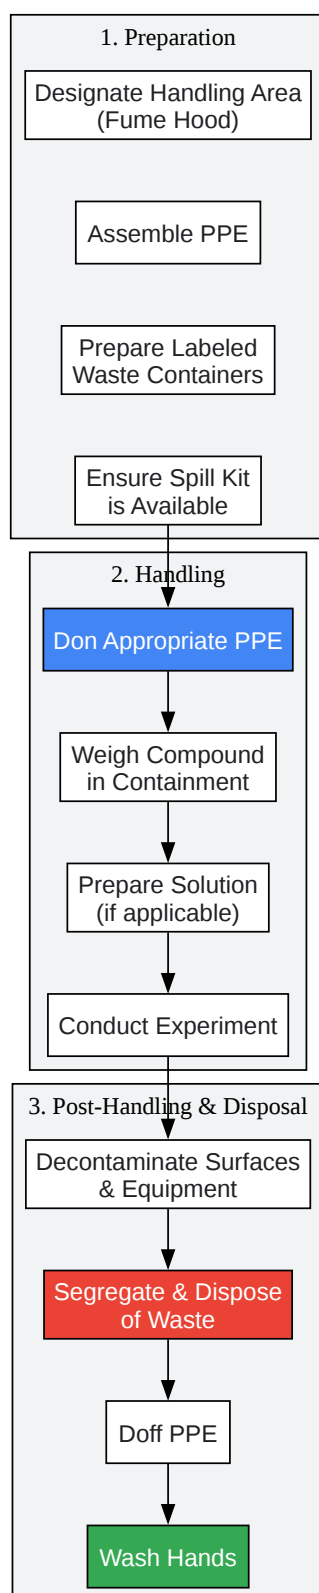 1. Preparation
Designate Handling Area
(Fume Hood)
Assemble PPE
Prepare Labeled
Waste Containers
Ensure Spill Kit
is Available
2. Handling
Don Appropriate PPE
Weigh Compound
in Containment
Prepare Solution
(if applicable)
Conduct Experiment
3. Post-Handling & Disposal
Decontaminate Surfaces
& Equipment
Segregate & Dispose
of Waste
Doff PPE
Wash Hands